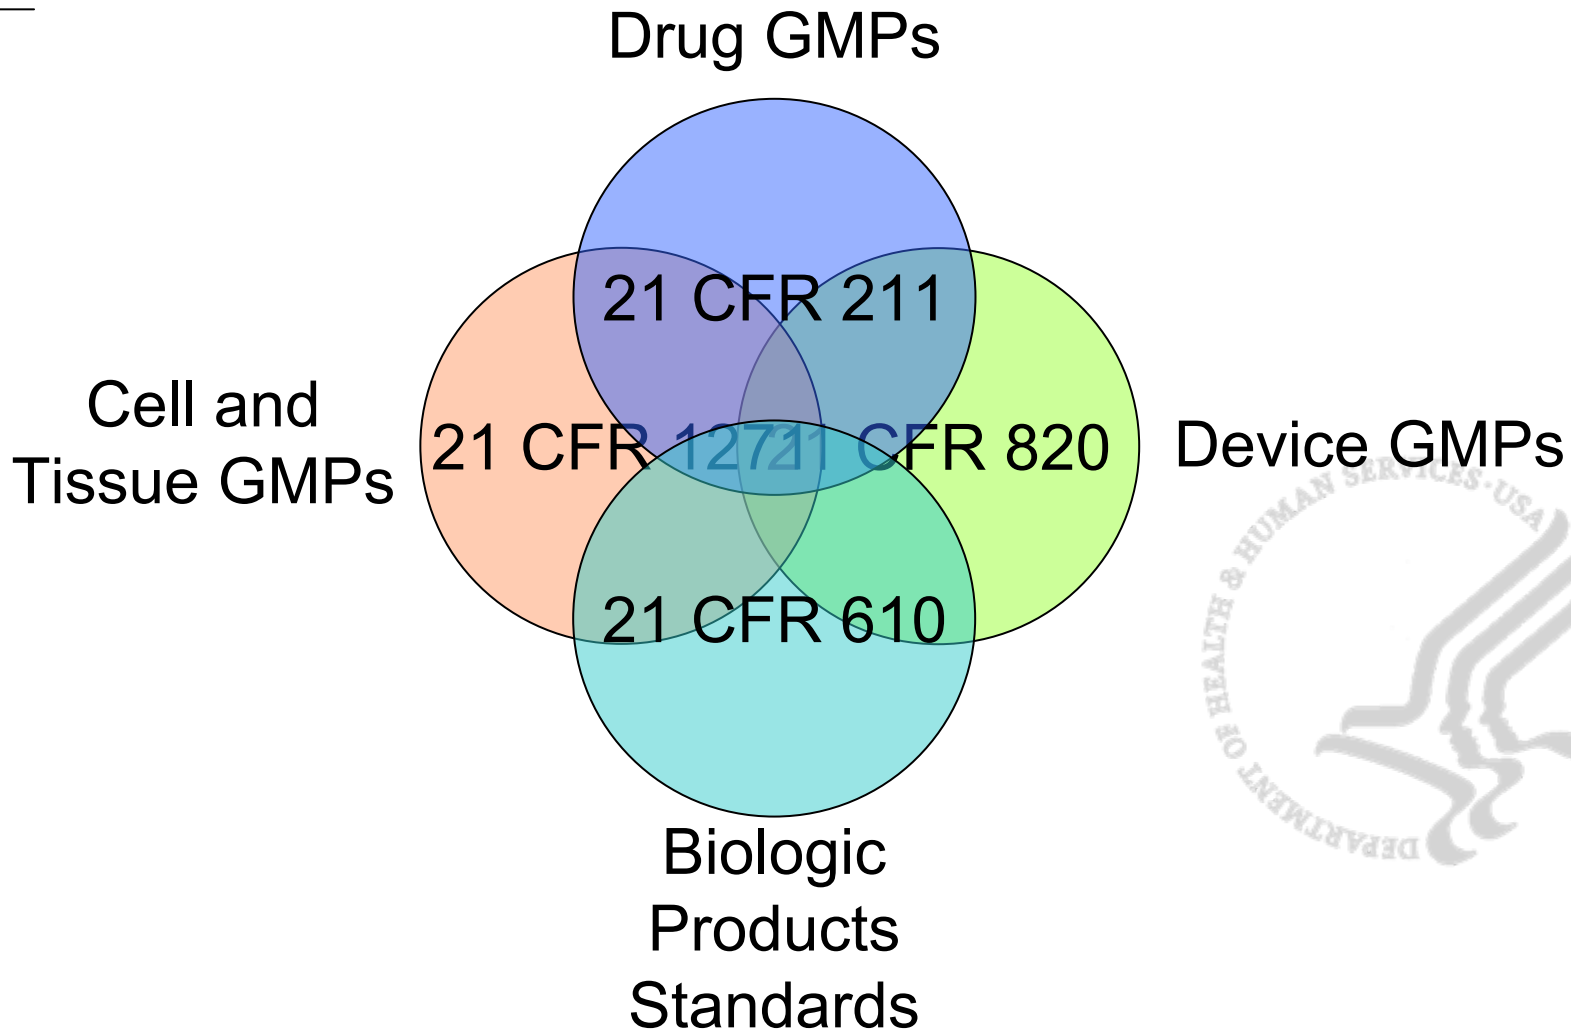 Drug GMPs
21 CFR 211
Cell and
Tissue GMPs
21 CFR 1271
21 CFR 820
Device GMPs
21 CFR 610
Biologic
Products
Standards
DEPARTMENT OF HEALTH & HUMAN SERVICES·USA